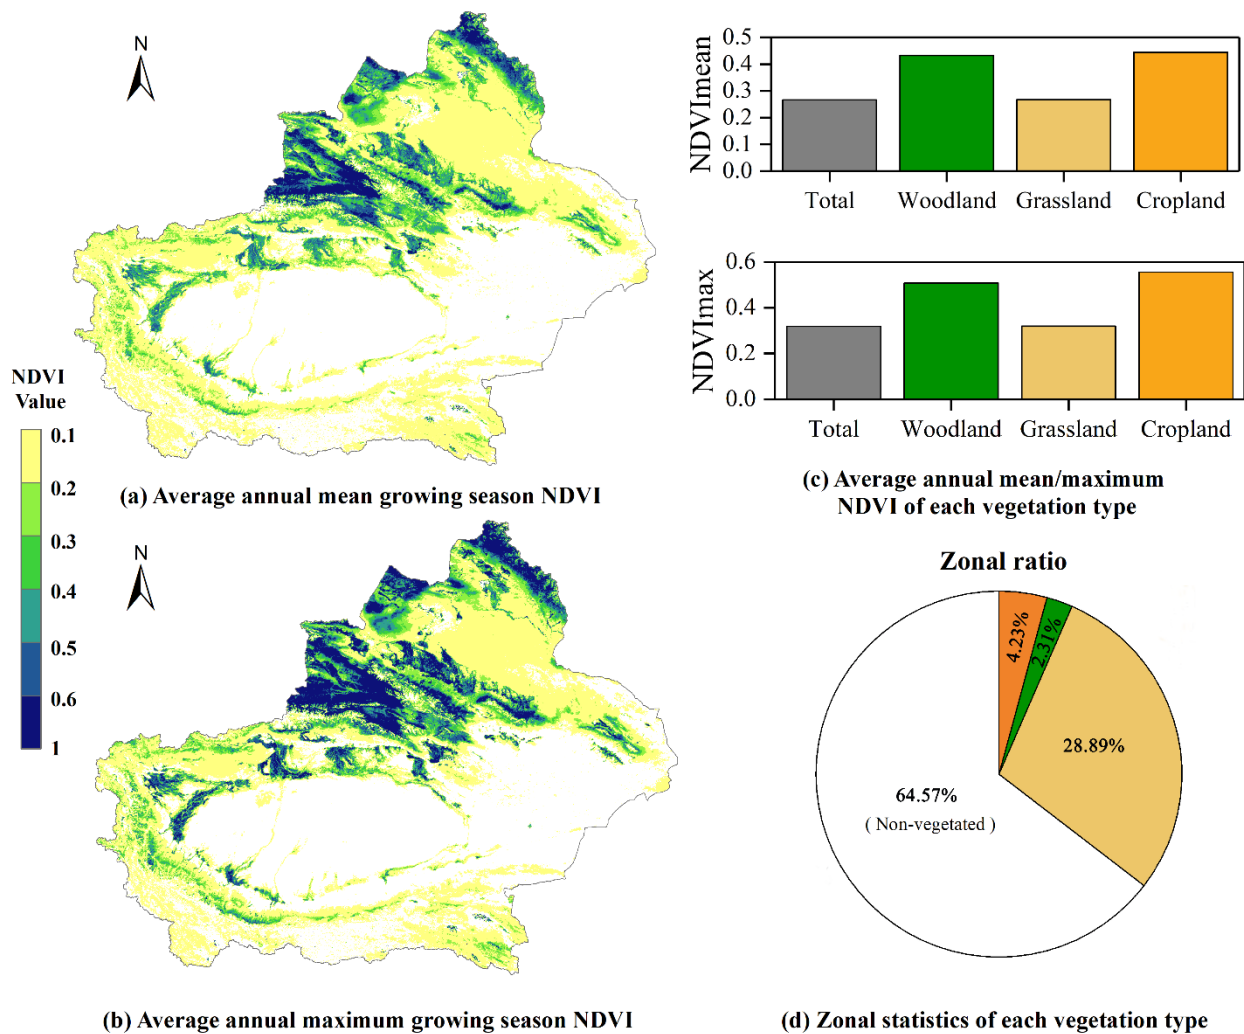 N
(a) Average annual mean growing season NDVI
NDVI
Value
0.1
0.2
0.3
0.4
0.5
0.6
1
N
(b) Average annual maximum growing season NDVI
NDVImean
0.5
0.4
0.3
0.2
0.1
0.0
Total Woodland Grassland Cropland
NDVImax
0.6
0.4
0.2
0.0
Total Woodland Grassland Cropland
(c) Average annual mean/maximum
NDVI of each vegetation type
Zonal ratio
4.23%
2.31%
28.89%
64.57%
( Non-vegetated )
(d) Zonal statistics of each vegetation type